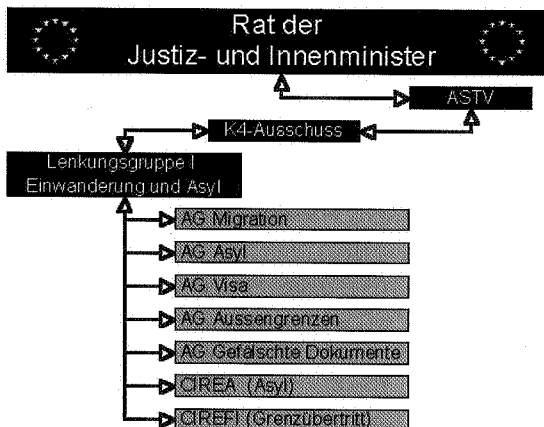 Rat der
Justiz- und Innenminister
ASTV
K4-Ausschuss
Lenkungsgruppe I
Einwanderung und Asyl
AG Migration
AG Asyl
AG Visa
AG Aussengrenzen
AG Gefälschte Dokumente
CIREA (Asyl)
CIREFI (Grenzübertritt)